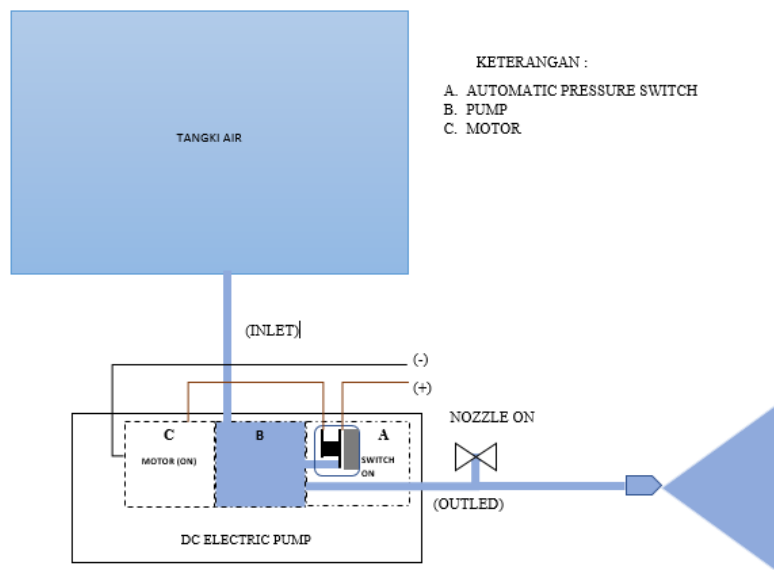 TANGKI AIR
KETERANGAN :
A. AUTOMATIC PRESSURE SWITCH
B. PUMP
C. MOTOR
(INLET)
(-)
(+)
NOZZLE ON
C
B
A
MOTOR (ON)
SWITCH
ON
(OUTLED)
DC ELECTRIC PUMP